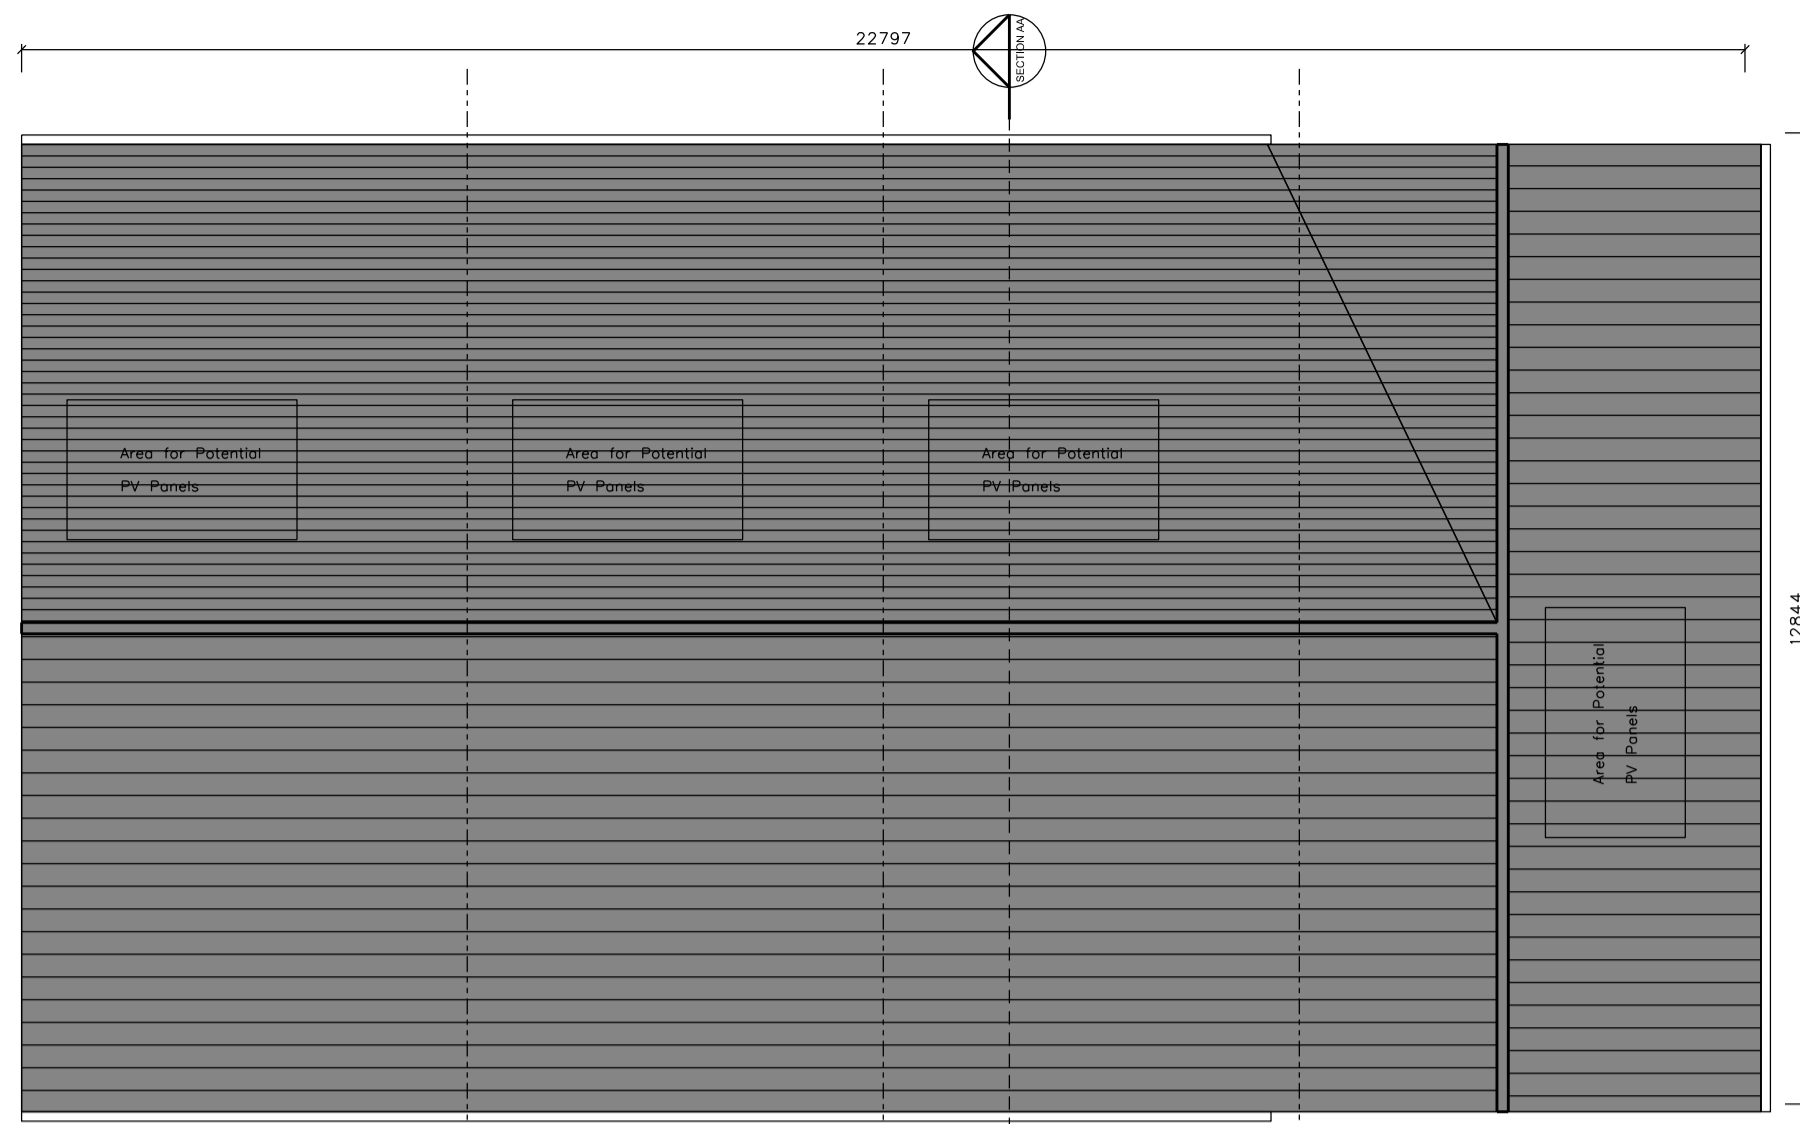 22797
SECTION AA
Area for Potential
PV Panels
Area for Potential
PV Panels
Area for Potential
PV Panels
Area for Potential
PV Panels
12844